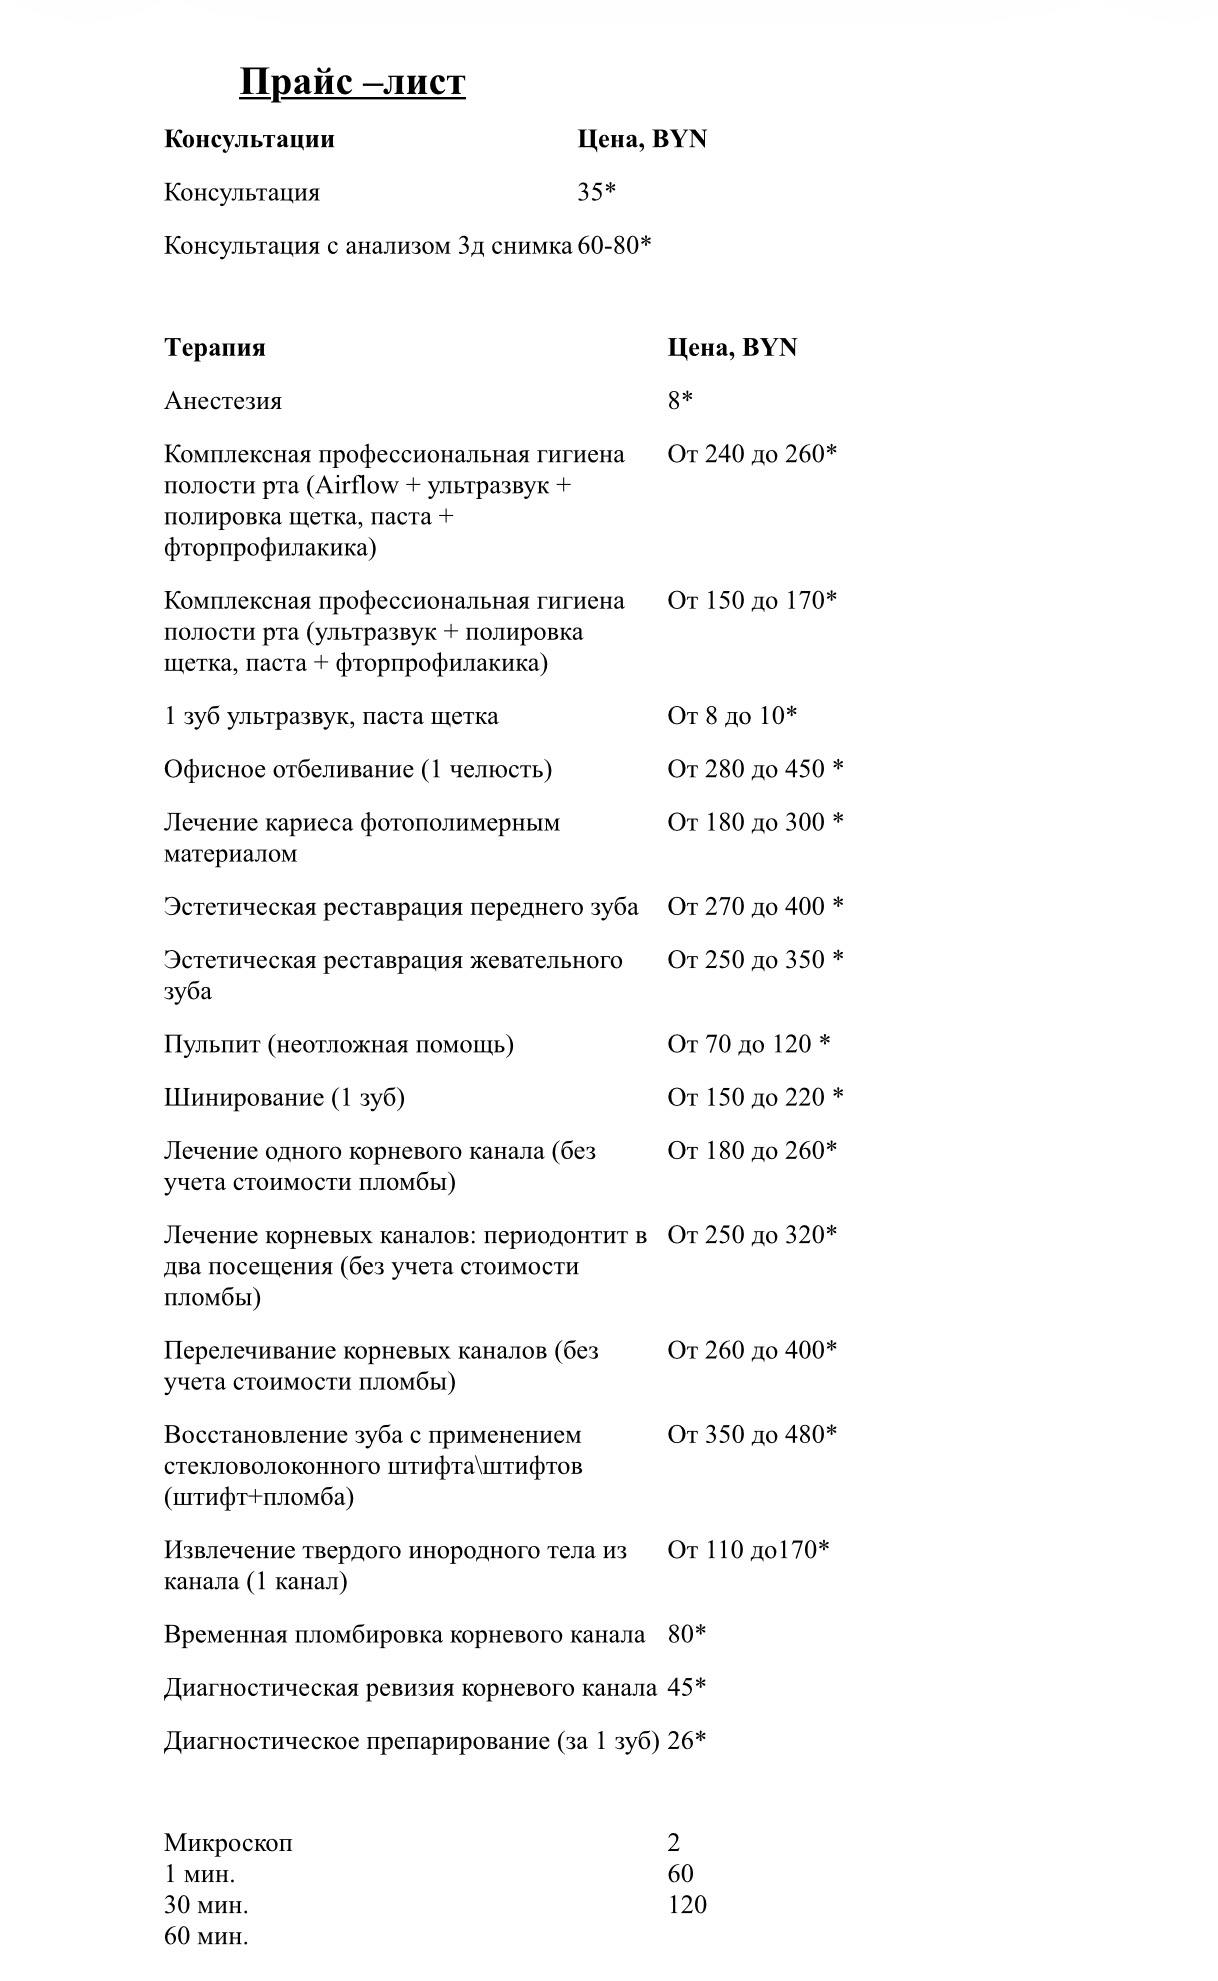 Прайс –лист
Консультации Цена, BYN
Консультация 35*
Консультация с анализом 3д снимка 60-80*
Терапия Цена, BYN
Анестезия 8*
Комплексная профессиональная гигиена От 240 до 260*
полости рта (Airflow + ультразвук +
полировка щетка, паста +
фторпрофилакика)
Комплексная профессиональная гигиена От 150 до 170*
полости рта (ультразвук + полировка
щетка, паста + фторпрофилакика)
1 зуб ультразвук, паста щетка От 8 до 10*
Офисное отбеливание (1 челюсть) От 280 до 450 *
Лечение кариеса фотополимерным От 180 до 300 *
материалом
Эстетическая реставрация переднего зуба От 270 до 400 *
Эстетическая реставрация жевательного От 250 до 350 *
зуба
Пульпит (неотложная помощь) От 70 до 120 *
Шинирование (1 зуб) От 150 до 220 *
Лечение одного корневого канала (без От 180 до 260*
учета стоимости пломбы)
Лечение корневых каналов: периодонтит в От 250 до 320*
два посещения (без учета стоимости
пломбы)
Перелечивание корневых каналов (без От 260 до 400*
учета стоимости пломбы)
Восстановление зуба с применением От 350 до 480*
стекловолоконного штифта\штифтов
(штифт+пломба)
Извлечение твердого инородного тела из От 110 до170*
канала (1 канал)
Временная пломбировка корневого канала 80*
Диагностическая ревизия корневого канала 45*
Диагностическое препарирование (за 1 зуб) 26*
Микроскоп 2
1 мин. 60
30 мин. 120
60 мин.